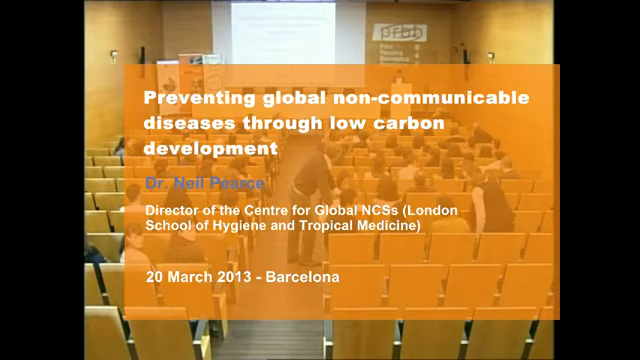 prbb
Preventing global non-communicable
diseases through low carbon
development
Dr. Neil Pearce
Director of the Centre for Global NCSs (London
School of Hygiene and Tropical Medicine)
20 March 2013 - Barcelona